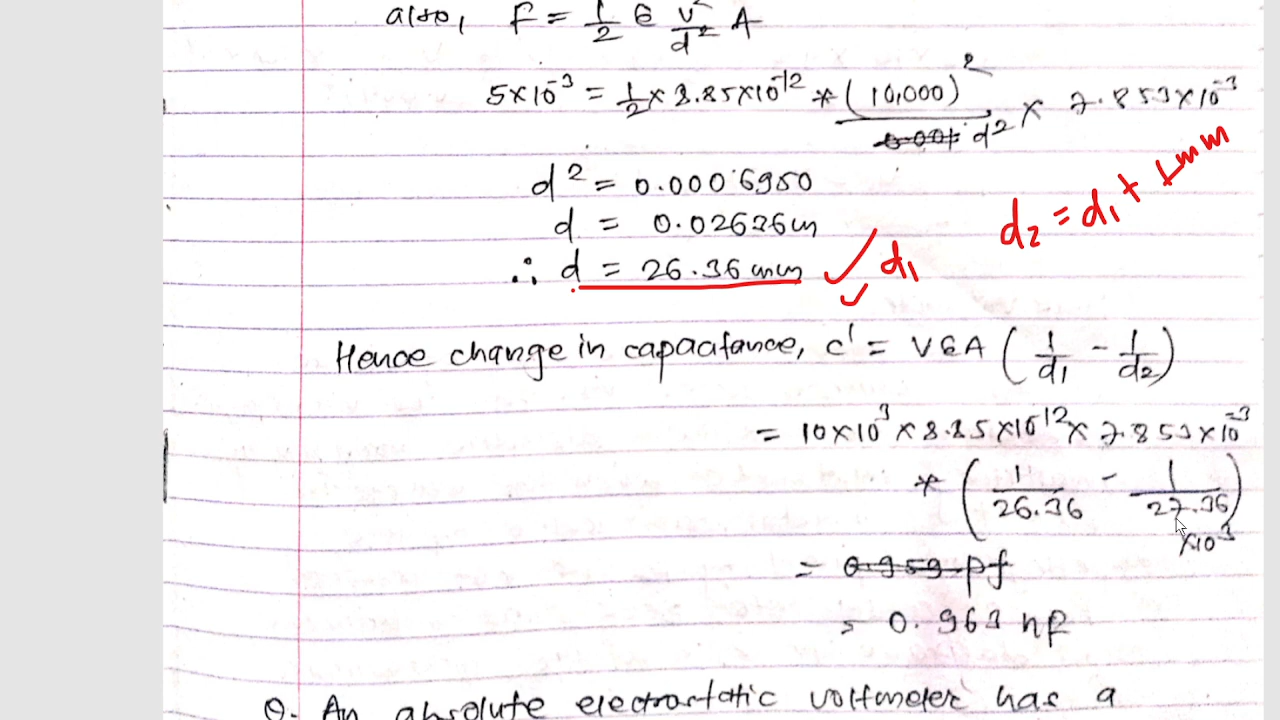 also, F = 1/2 ϵ V²/d² A
5×10⁻³ = 1/2 × 8.85×10⁻¹² * (10,000)²/d² × 7.853×10⁻³
d² = 0.0006950
d = 0.02636m
d₂ = d₁ + 1mm
∴ d = 26.36mm ✓ d₁
Hence change in capacitance, c' = VϵA (1/d₁ - 1/d₂)
= 10×10³ × 8.85×10⁻¹² × 7.853×10⁻³
* (1/26.36 - 1/27.36)
×10⁻³
= 0.959 pf
= 0.963 nF
Q. An absolute electrostatic voltmeter has a